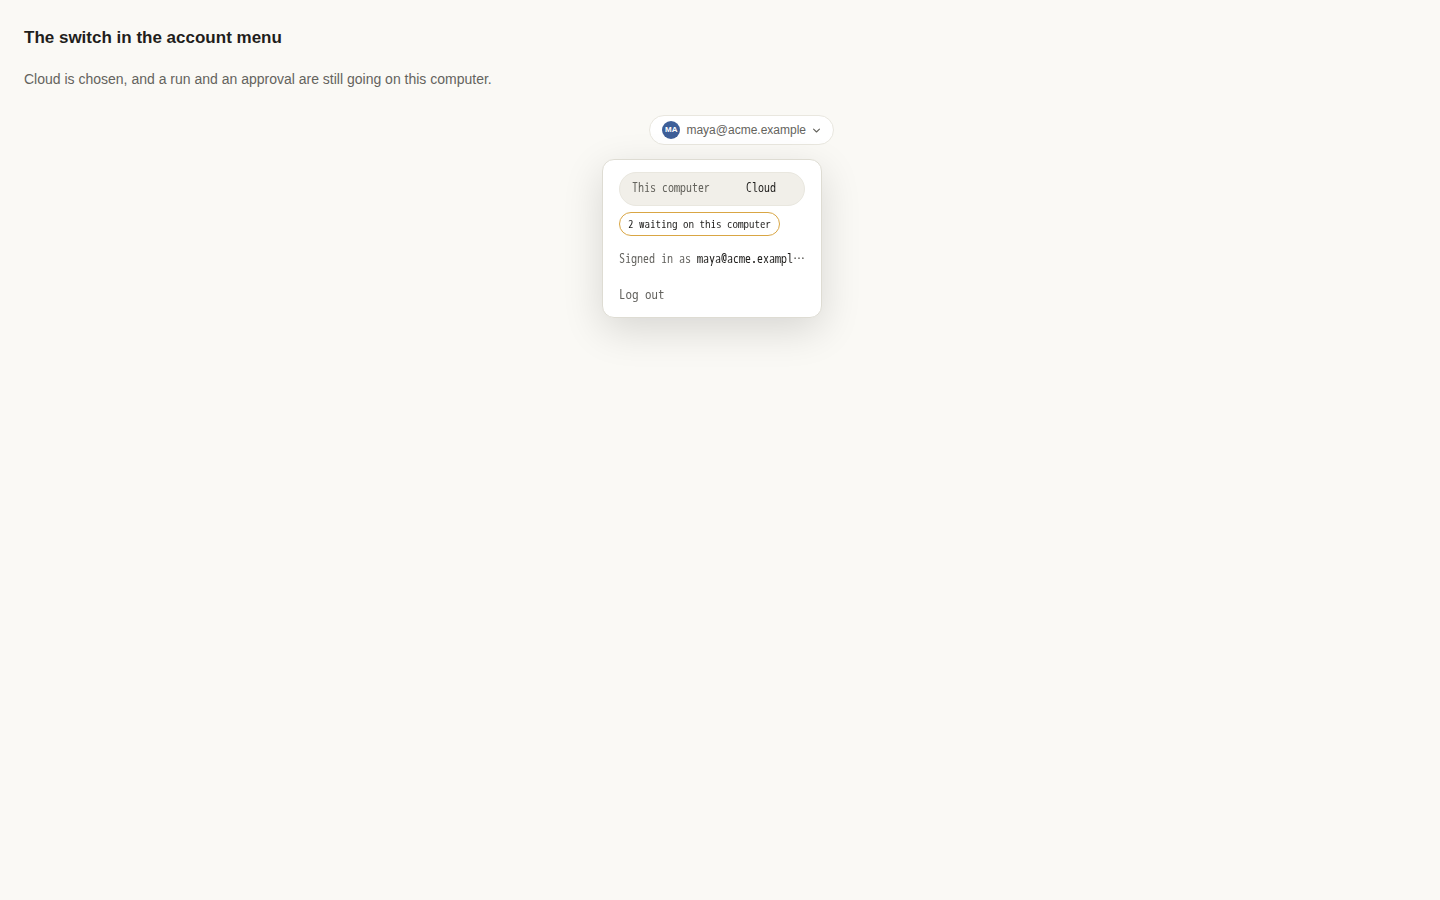 The switch in the account menu
Cloud is chosen, and a run and an approval are still going on this computer.
MA maya@acme.example
This computer Cloud
2 waiting on this computer
Signed in as maya@acme.exampl…
Log out